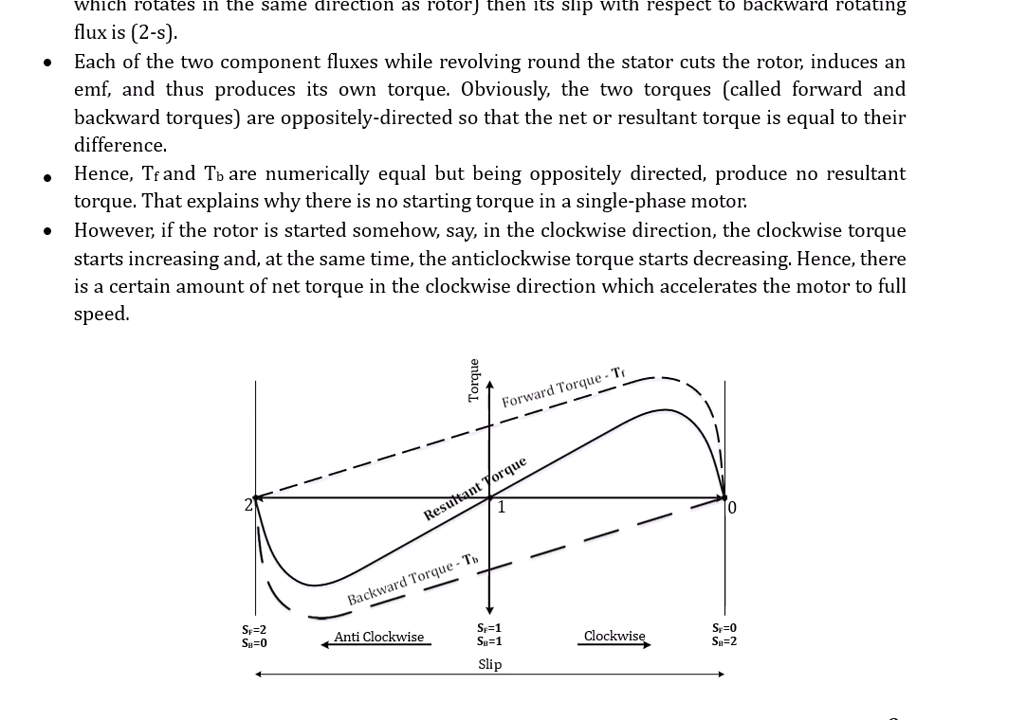 which rotates in the same direction as rotor) then its slip with respect to backward rotating
flux is (2-s).
• Each of the two component fluxes while revolving round the stator cuts the rotor, induces an
emf, and thus produces its own torque. Obviously, the two torques (called forward and
backward torques) are oppositely-directed so that the net or resultant torque is equal to their
difference.
• Hence, Tf and Tb are numerically equal but being oppositely directed, produce no resultant
torque. That explains why there is no starting torque in a single-phase motor.
• However, if the rotor is started somehow, say, in the clockwise direction, the clockwise torque
starts increasing and, at the same time, the anticlockwise torque starts decreasing. Hence, there
is a certain amount of net torque in the clockwise direction which accelerates the motor to full
speed.
Torque
Forward Torque - Tf
Resultant Torque
2
1
0
Backward Torque - Tb
SF=2
SB=0
Anti Clockwise
SF=1
SB=1
Clockwise
SF=0
SB=2
Slip